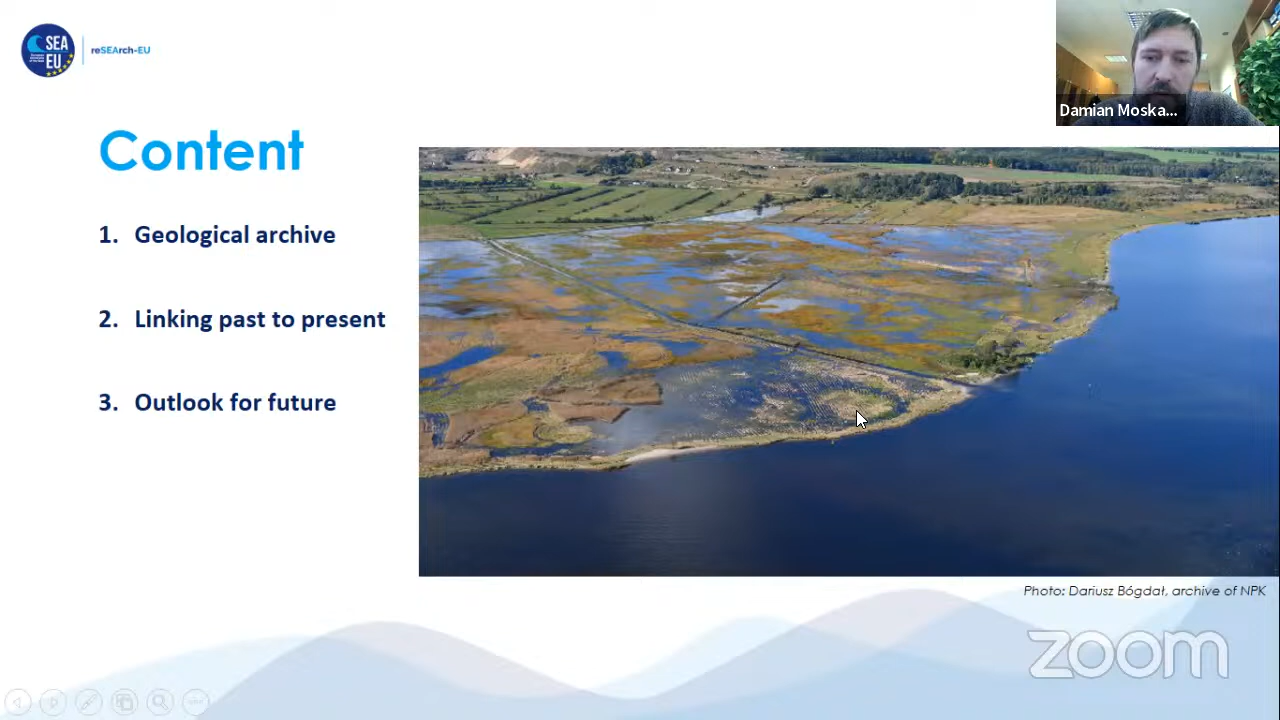 SEA
EU
reSEArch-EU
Damian Moska...
Content
1. Geological archive
2. Linking past to present
3. Outlook for future
Photo: Dariusz Bógdał, archive of NPK
zoom